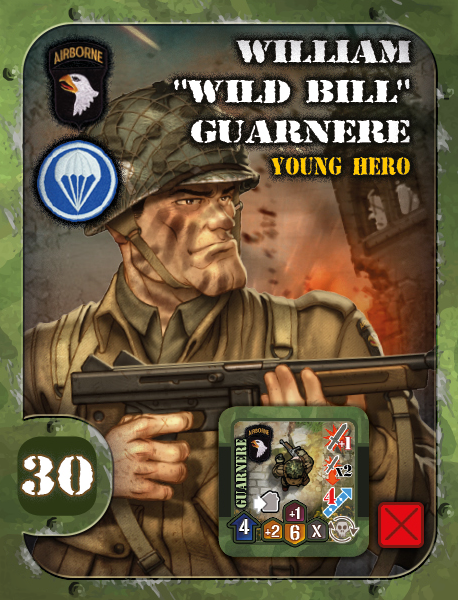 AIRBORNE
WILLIAM
"WILD BILL"
GUARNERE
YOUNG HERO
30
GUARNERE
AIRBORNE
+1
x2
4
4
+2
+1
6
X